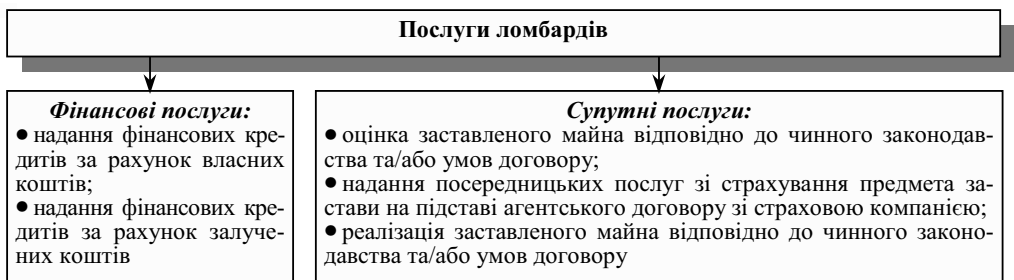 Послуги ломбардів
Фінансові послуги:
● надання фінансових кре-
дитів за рахунок власних
коштів;
● надання фінансових кре-
дитів за рахунок залуче-
них коштів
Супутні послуги:
● оцінка заставленого майна відповідно до чинного законодав-
ства та/або умов договору;
● надання посередницьких послуг зі страхування предмета за-
стави на підставі агентського договору зі страховою компанією;
● реалізація заставленого майна відповідно до чинного законо-
давства та/або умов договору